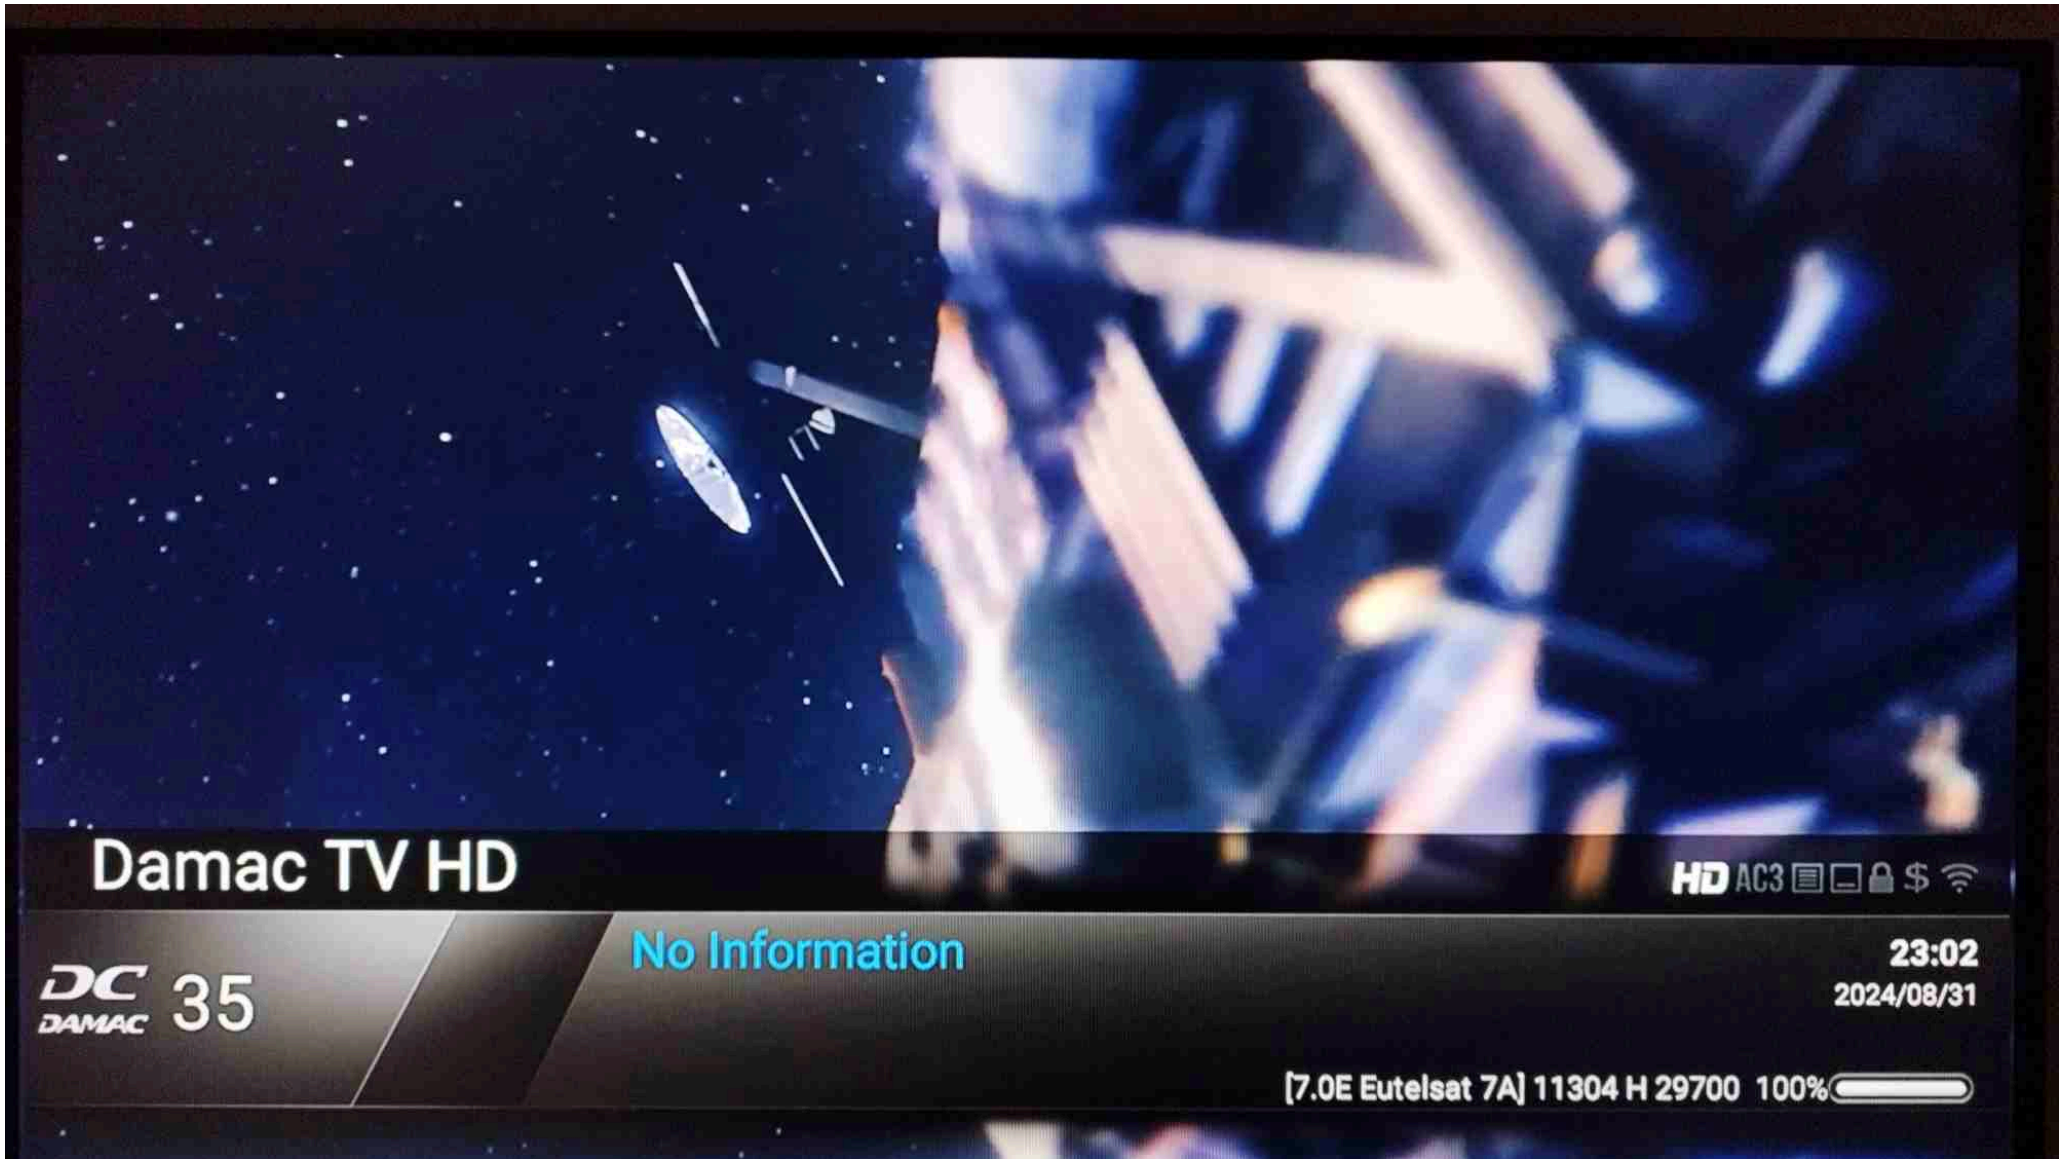 Damac TV HD
HD AC3 $
No Information
23:02
2024/08/31
DC
DAMAC
35
[7.0E Eutelsat 7A] 11304 H 29700 100%